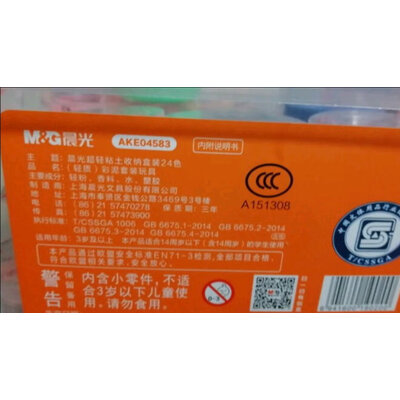 M&G晨光
AKE04583
内附说明书
主题：晨光超轻粘土收纳盒装24色
名称：（轻质）彩泥套装玩具
主要成分：轻粉、香料、水、塑胶
制造商：上海晨光文具股份有限公司
地址：上海市奉贤区金钱公路3469号3号楼
电话：(86) 21 57470278 保质期：三年
传真：(86) 21 57473900
执行标准：T/CSSGA 1006 GB 6675.1-2014 GB 6675.2-2014
GB 6675.3-2014 GB 6675.4-2014
适用年龄：3岁及以上 本产品适合14周岁以下（含14周岁）的学生使用
本产品通过按欧盟安全标准EN71-3检测，全部项目合格、
符合相关要求，安全放心。
CCC
A151308
T/CSSGA
警告
内含小零件，不适
合3岁以下儿童使
用。请勿食用。
0-3